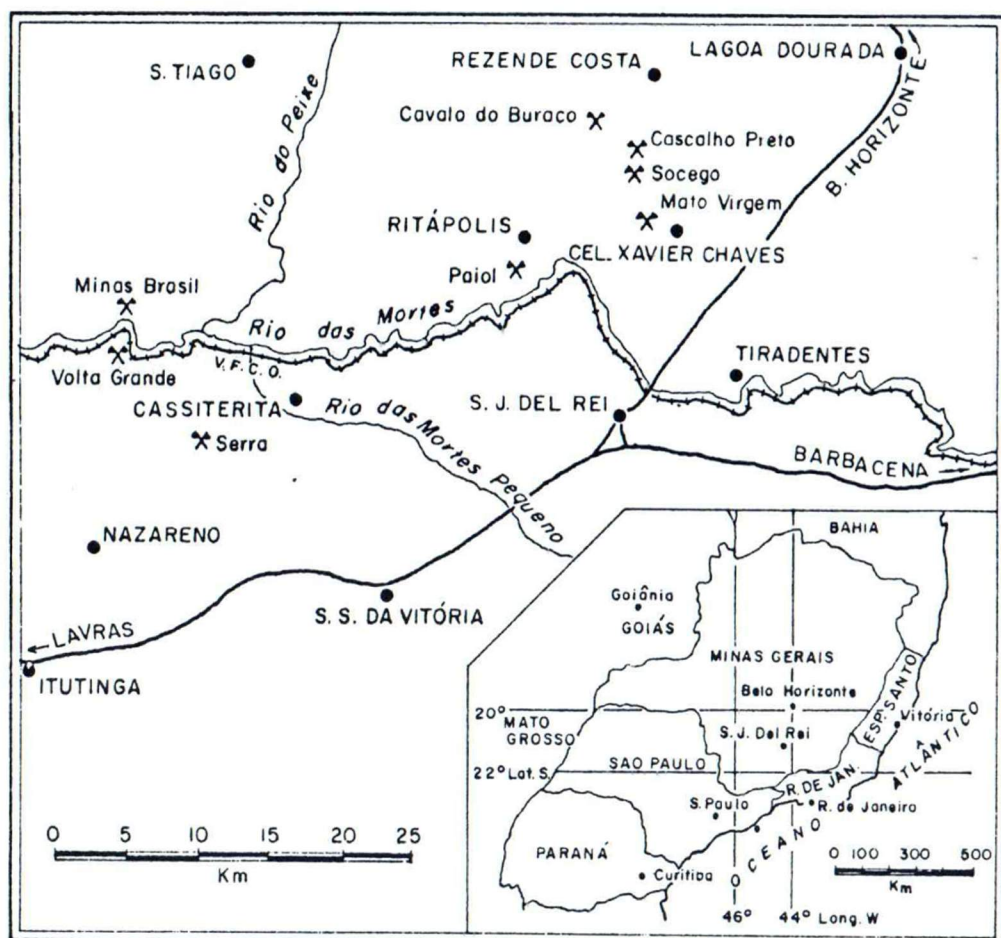 LAGOA DOURADA
REZENDE COSTA
S. TIAGO
Rio do Peixe
Cavalo do Buraco
Cascalho Preto
Socego
Mato Virgem
B. HORIZONTE
RITÁPOLIS
CEL. XAVIER CHAVES
Paiol
Minas Brasil
Rio das Mortes
TIRADENTES
V.F.C.O.
Volta Grande
CASSITERITA
S. J. DEL REI
Rio das Mortes Pequeno
Serra
BARBACENA
NAZARENO
S. S. DA VITÓRIA
LAVRAS
ITUTINGA
BAHIA
Goiânia
GOIÁS
MINAS GERAIS
Belo Horizonte
ESP. SANTO
20°
Vitória
MATO
GROSSO
S. J. Del Rei
22° Lat. S.
SAO PAULO
R. DE JAN.
OCEANO ATLÂNTICO
S. Paulo
R. de Janeiro
PARANÁ
Curitiba
0 5 10 15 20 25
Km
0 100 300 500
Km
46° 44° Long. W